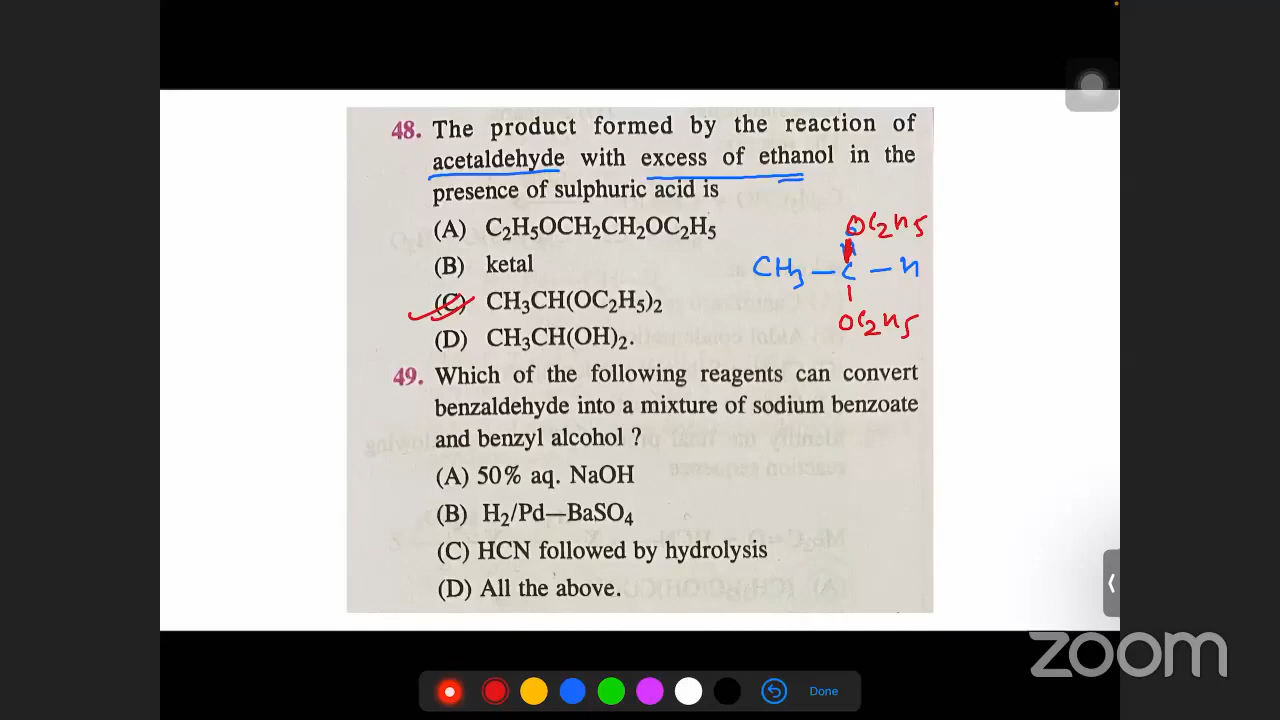 48. The product formed by the reaction of
acetaldehyde with excess of ethanol in the
presence of sulphuric acid is
(A) C₂H₅OCH₂CH₂OC₂H₅
(B) ketal
(C) CH₃CH(OC₂H₅)₂
(D) CH₃CH(OH)₂.
OC₂H₅
CH₃ — C — H
OC₂H₅
49. Which of the following reagents can convert
benzaldehyde into a mixture of sodium benzoate
and benzyl alcohol ?
(A) 50% aq. NaOH
(B) H₂/Pd—BaSO₄
(C) HCN followed by hydrolysis
(D) All the above.
zoom
Done